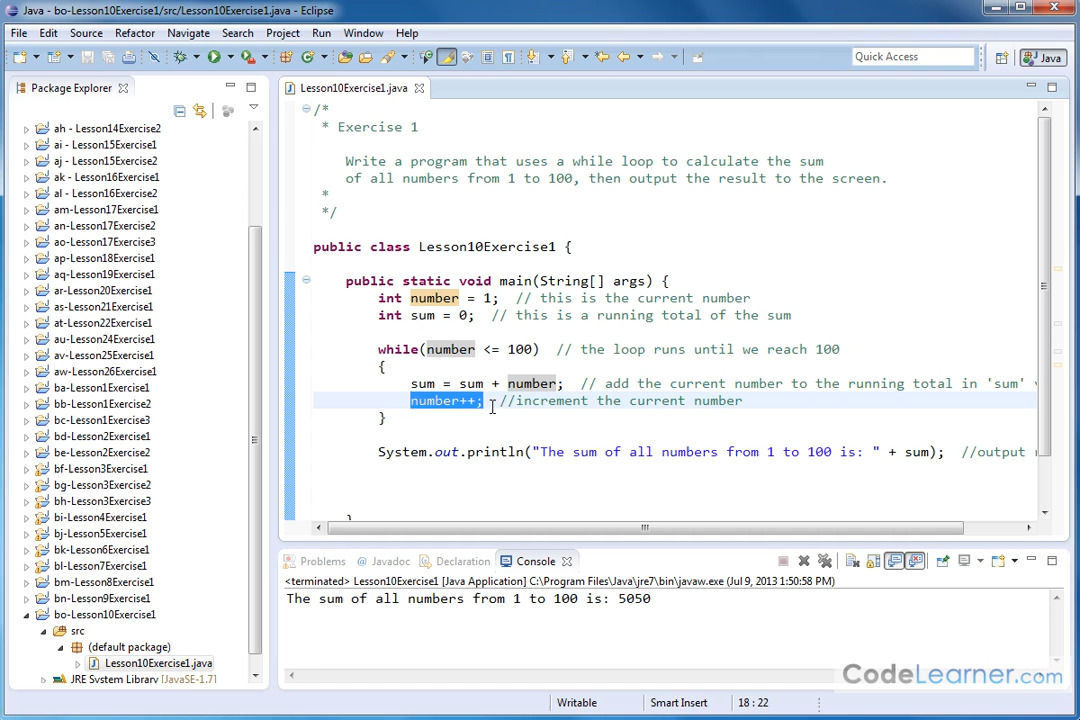 Java - bo-Lesson10Exercise1/src/Lesson10Exercise1.java - Eclipse
File Edit Source Refactor Navigate Search Project Run Window Help
Quick Access
Java
Package Explorer
ah - Lesson14Exercise2
ai - Lesson15Exercise1
aj - Lesson15Exercise2
ak - Lesson16Exercise1
al - Lesson16Exercise2
am-Lesson17Exercise1
an-Lesson17Exercise2
ao-Lesson17Exercise3
ap-Lesson18Exercise1
aq-Lesson19Exercise1
ar-Lesson20Exercise1
as-Lesson21Exercise1
at-Lesson22Exercise1
au-Lesson24Exercise1
av-Lesson25Exercise1
aw-Lesson26Exercise1
ba-Lesson1Exercise1
bb-Lesson1Exercise2
bc-Lesson1Exercise3
bd-Lesson2Exercise1
be-Lesson2Exercise2
bf-Lesson3Exercise1
bg-Lesson3Exercise2
bh-Lesson3Exercise3
bi-Lesson4Exercise1
bj-Lesson5Exercise1
bk-Lesson6Exercise1
bl-Lesson7Exercise1
bm-Lesson8Exercise1
bn-Lesson9Exercise1
bo-Lesson10Exercise1
src
(default package)
Lesson10Exercise1.java
JRE System Library [JavaSE-1.7]
Lesson10Exercise1.java
/*
* Exercise 1
Write a program that uses a while loop to calculate the sum
of all numbers from 1 to 100, then output the result to the screen.
*
*/
public class Lesson10Exercise1 {
public static void main(String[] args) {
int number = 1; // this is the current number
int sum = 0; // this is a running total of the sum
while(number <= 100) // the loop runs until we reach 100
{
sum = sum + number; // add the current number to the running total in 'sum'
number++; //increment the current number
}
System.out.println("The sum of all numbers from 1 to 100 is: " + sum); //output
}
Problems @ Javadoc Declaration Console
<terminated> Lesson10Exercise1 [Java Application] C:\Program Files\Java\jre7\bin\javaw.exe (Jul 9, 2013 1:50:58 PM)
The sum of all numbers from 1 to 100 is: 5050
CodeLearner.com
Writable Smart Insert 18 : 22